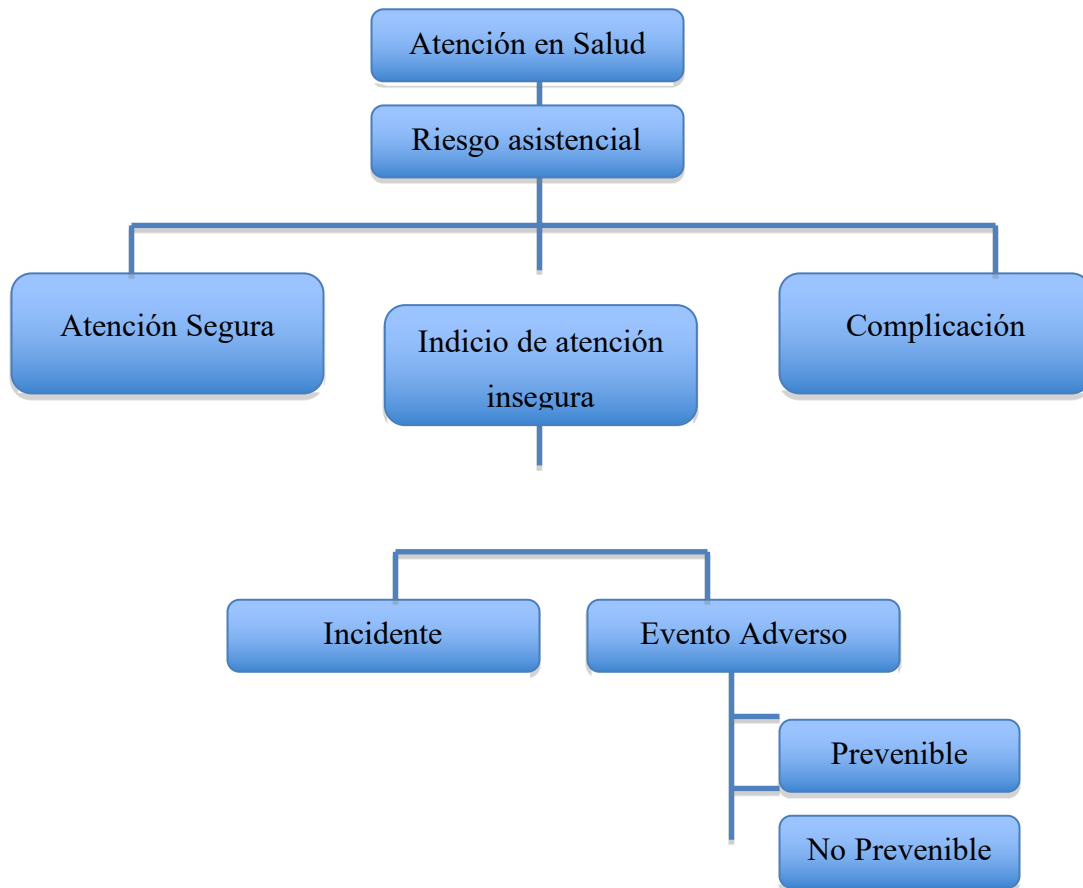 Atención en Salud
Riesgo asistencial
Atención Segura
Indicio de atención
insegura
Complicación
Incidente
Evento Adverso
Prevenible
No Prevenible